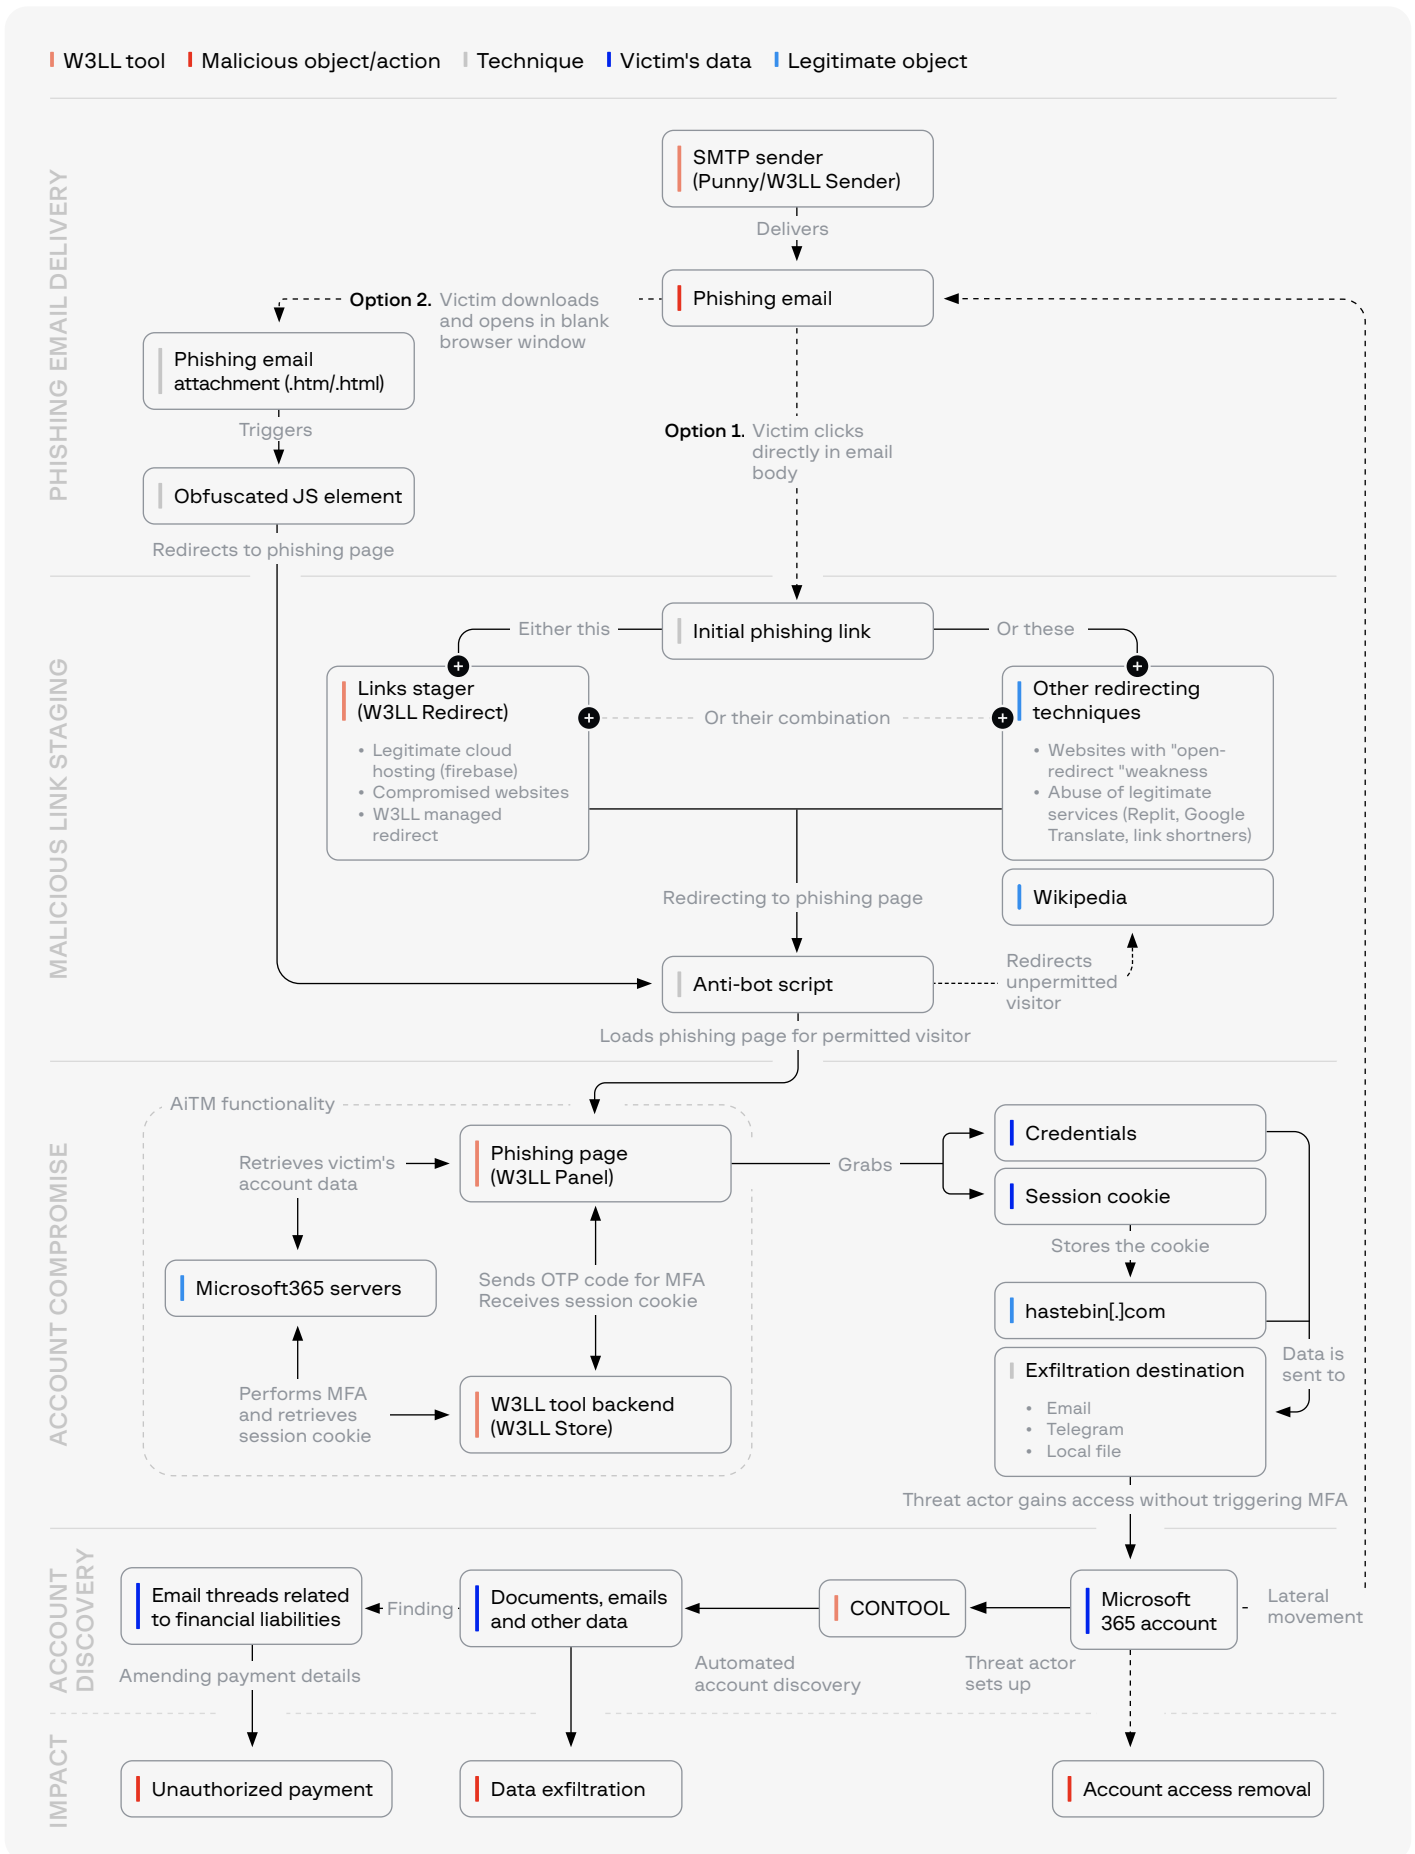 W3LL tool
Malicious object/action
Technique
Victim's data
Legitimate object
PHISHING EMAIL DELIVERY
SMTP sender
(Punny/W3LL Sender)
Delivers
Phishing email
Option 2.
Victim downloads
and opens in blank
browser window
Phishing email
attachment (.htm/.html)
Triggers
Obfuscated JS element
Redirects to phishing page
Option 1.
Victim clicks
directly in email
body
MALICIOUS LINK STAGING
Initial phishing link
Either this
Or these
Links stager
(W3LL Redirect)
• Legitimate cloud
hosting (firebase)
• Compromised websites
• W3LL managed
redirect
Or their combination
Other redirecting
techniques
• Websites with "open-
redirect "weakness
• Abuse of legitimate
services (Replit, Google
Translate, link shortners)
Redirecting to phishing page
Wikipedia
Anti-bot script
Redirects
unpermitted
visitor
Loads phishing page for permitted visitor
ACCOUNT COMPROMISE
AiTM functionality
Retrieves victim's
account data
Phishing page
(W3LL Panel)
Grabs
Credentials
Session cookie
Stores the cookie
Microsoft365 servers
Sends OTP code for MFA
Receives session cookie
hastebin[.]com
Data is
sent to
Exfiltration destination
• Email
• Telegram
• Local file
Performs MFA
and retrieves
session cookie
W3LL tool backend
(W3LL Store)
Threat actor gains access without triggering MFA
ACCOUNT
DISCOVERY
Email threads related
to financial liabilities
Finding
Documents, emails
and other data
CONTOOL
Microsoft
365 account
Lateral
movement
Amending payment details
Automated
account discovery
Threat actor
sets up
IMPACT
Unauthorized payment
Data exfiltration
Account access removal